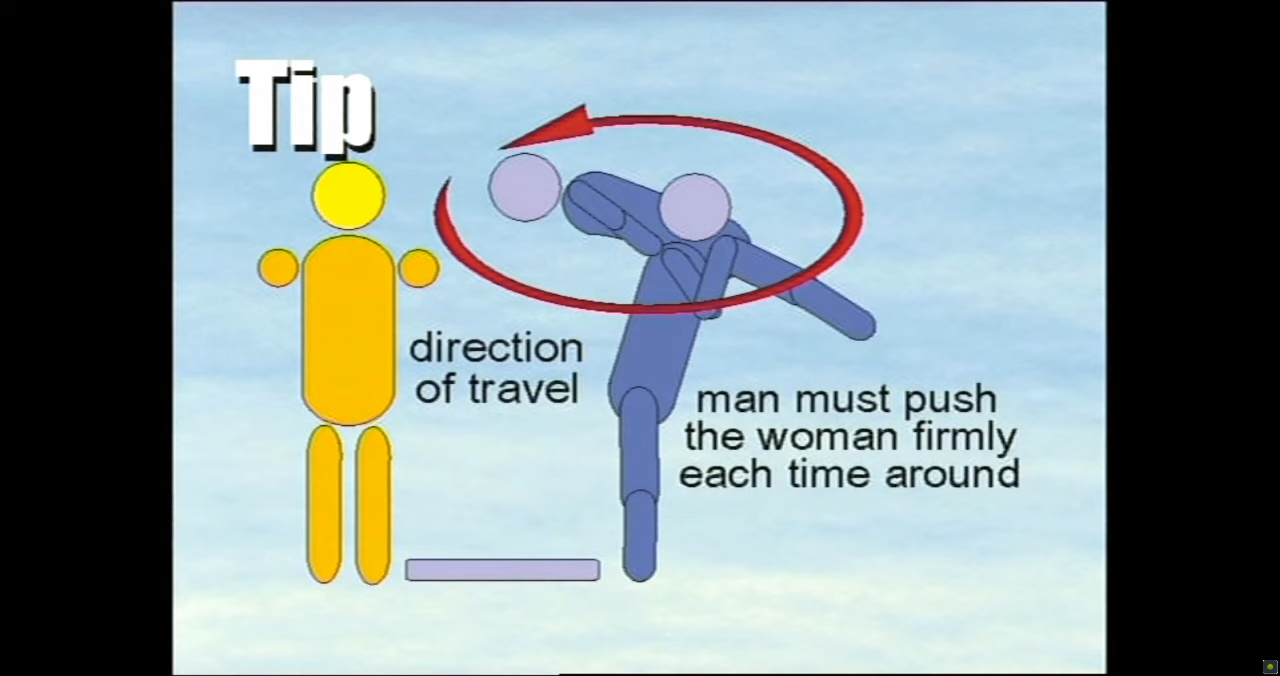 Tip
direction
of travel
man must push
the woman firmly
each time around